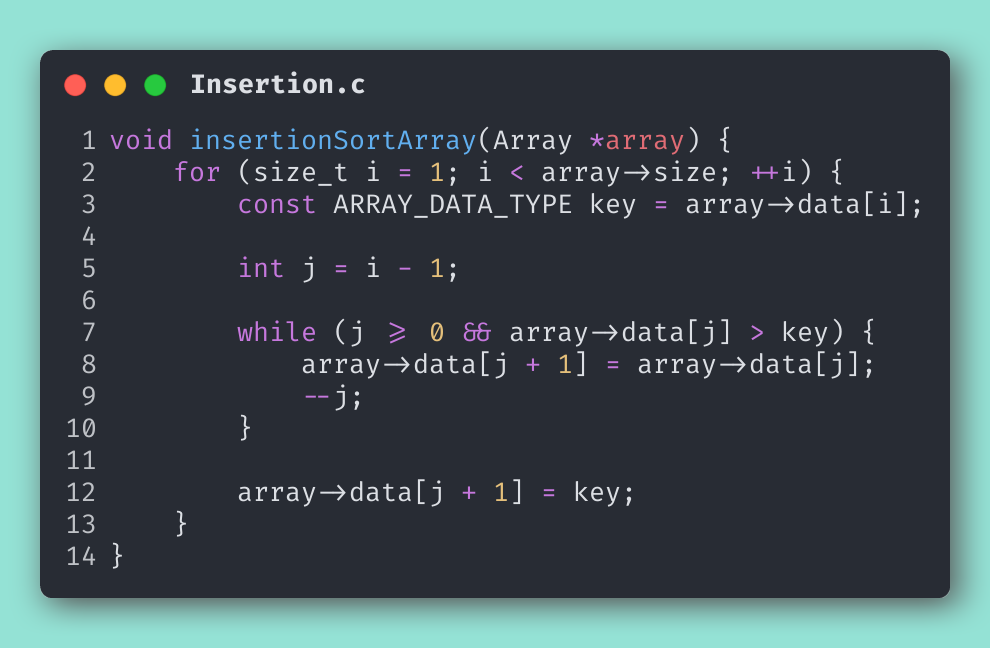 Insertion.c
1 void insertionSortArray(Array *array) {
2     for (size_t i = 1; i < array->size; ++i) {
3         const ARRAY_DATA_TYPE key = array->data[i];
4
5         int j = i - 1;
6
7         while (j >= 0 && array->data[j] > key) {
8             array->data[j + 1] = array->data[j];
9             --j;
10         }
11
12         array->data[j + 1] = key;
13     }
14 }